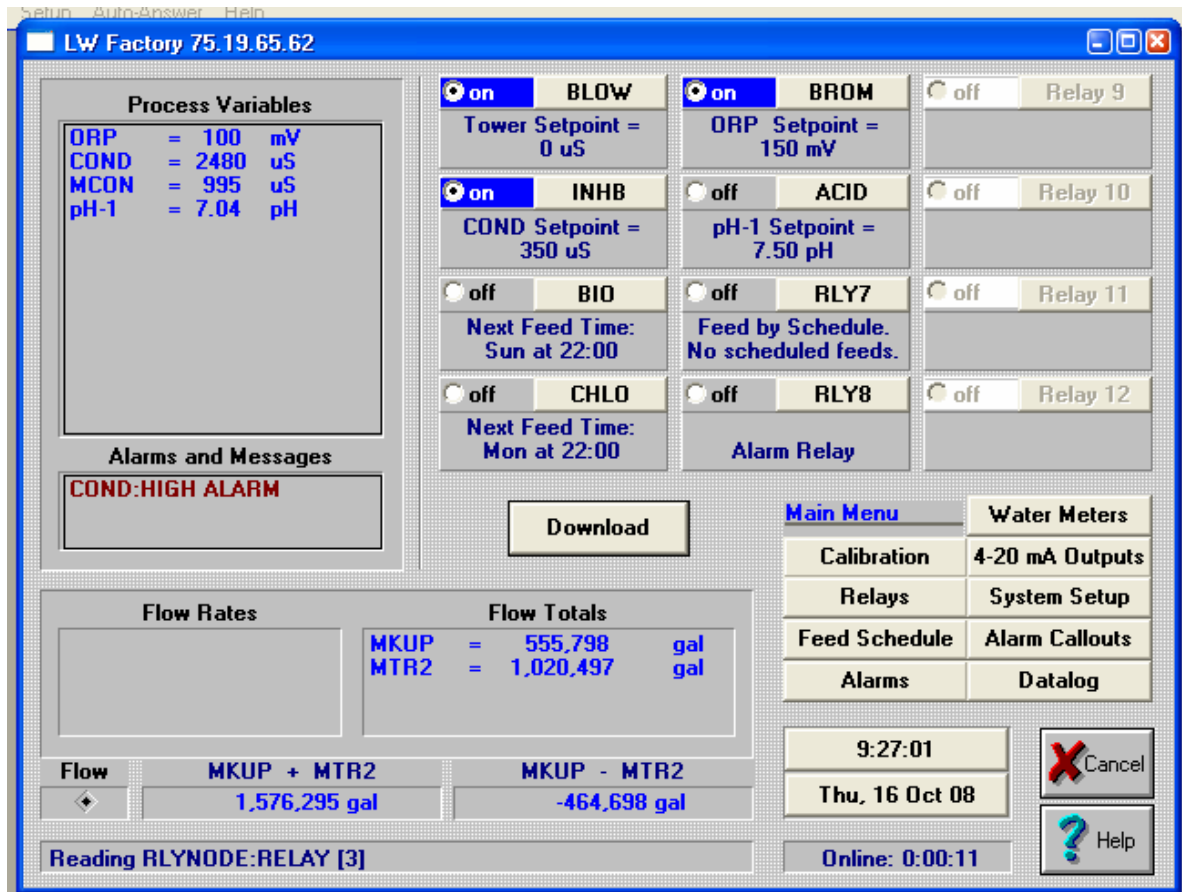 Setup Auto-Answer Help
LW Factory 75.19.65.62
Process Variables
ORP = 100 mV
COND = 2480 uS
MCON = 995 uS
pH-1 = 7.04 pH
Alarms and Messages
COND:HIGH ALARM
on BLOW
Tower Setpoint =
0 uS
on BROM
ORP Setpoint =
150 mV
off Relay 9
on INHB
COND Setpoint =
350 uS
off ACID
pH-1 Setpoint =
7.50 pH
off Relay 10
off BIO
Next Feed Time:
Sun at 22:00
off RLY7
Feed by Schedule.
No scheduled feeds.
off Relay 11
off CHLO
Next Feed Time:
Mon at 22:00
off RLY8
Alarm Relay
off Relay 12
Download
Main Menu
Water Meters
Calibration
4-20 mA Outputs
Relays
System Setup
Feed Schedule
Alarm Callouts
Alarms
Datalog
Flow Rates
Flow Totals
MKUP = 555,798 gal
MTR2 = 1,020,497 gal
Flow
MKUP + MTR2
1,576,295 gal
MKUP - MTR2
-464,698 gal
9:27:01
Thu, 16 Oct 08
Cancel
Help
Reading RLYNODE:RELAY [3]
Online: 0:00:11